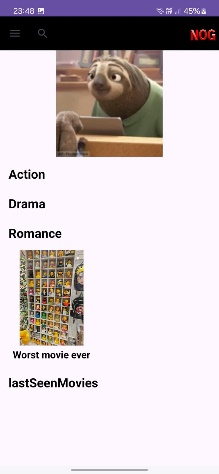 23:48
45%
NOG
Action
Drama
Romance
Worst movie ever
lastSeenMovies